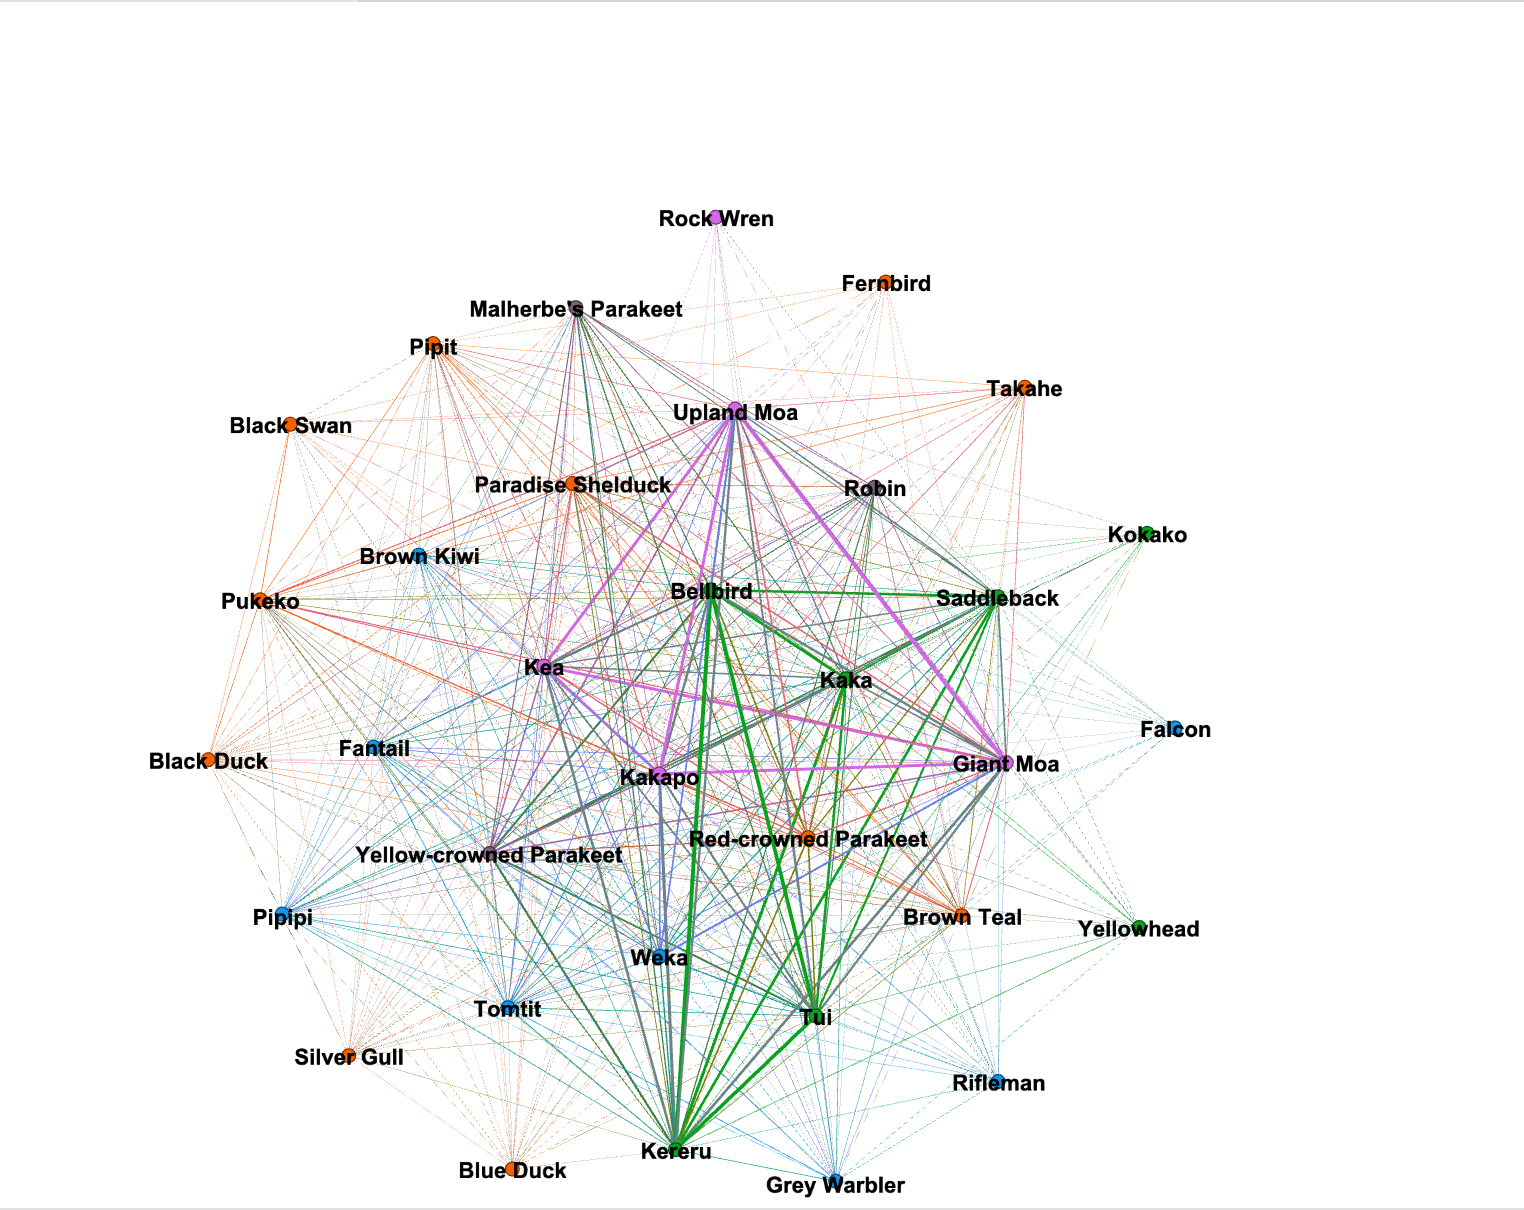 Rock Wren
Fernbird
Malherbe's Parakeet
Pipit
Takahe
Upland Moa
Black Swan
Paradise Shelduck
Robin
Kokako
Brown Kiwi
Bellbird
Saddleback
Pukeko
Kea
Kaka
Falcon
Fantail
Black Duck
Giant Moa
Kakapo
Red-crowned Parakeet
Yellow-crowned Parakeet
Pipipi
Brown Teal
Yellowhead
Weka
Tomtit
Tui
Silver Gull
Rifleman
Kereru
Blue Duck
Grey Warbler